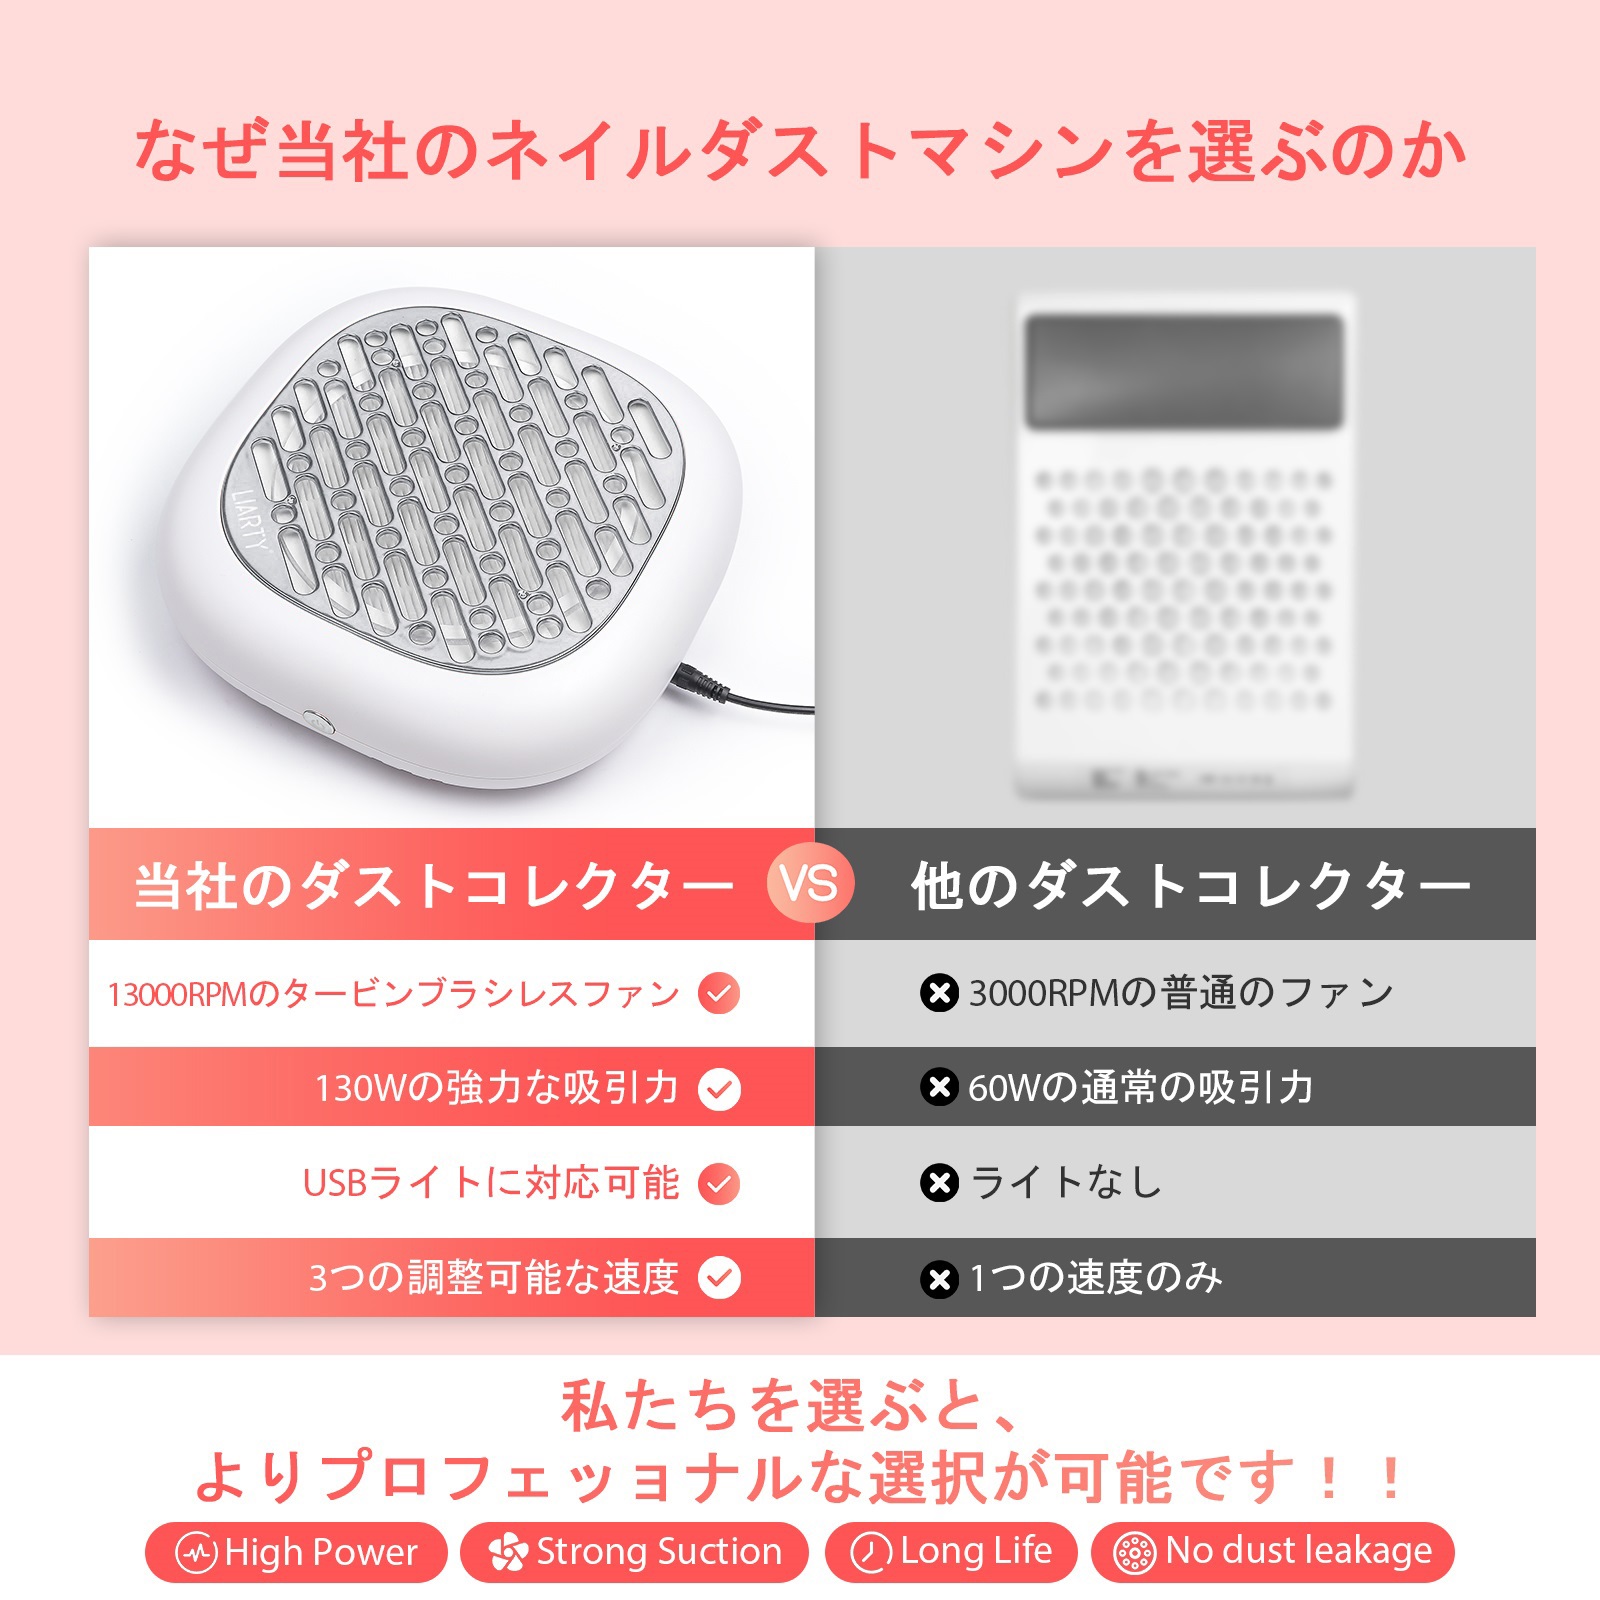 なぜ当社のネイルダストマシンを選ぶのか
LIARTY
当社のダストコレクター
VS
他のダストコレクター
13000RPMのタービンブラシレスファン
3000RPMの普通のファン
130Wの強力な吸引力
60Wの通常の吸引力
USBライトに対応可能
ライトなし
3つの調整可能な速度
1つの速度のみ
私たちを選ぶと、
よりプロフェッショナルな選択が可能です！！
High Power
Strong Suction
Long Life
No dust leakage